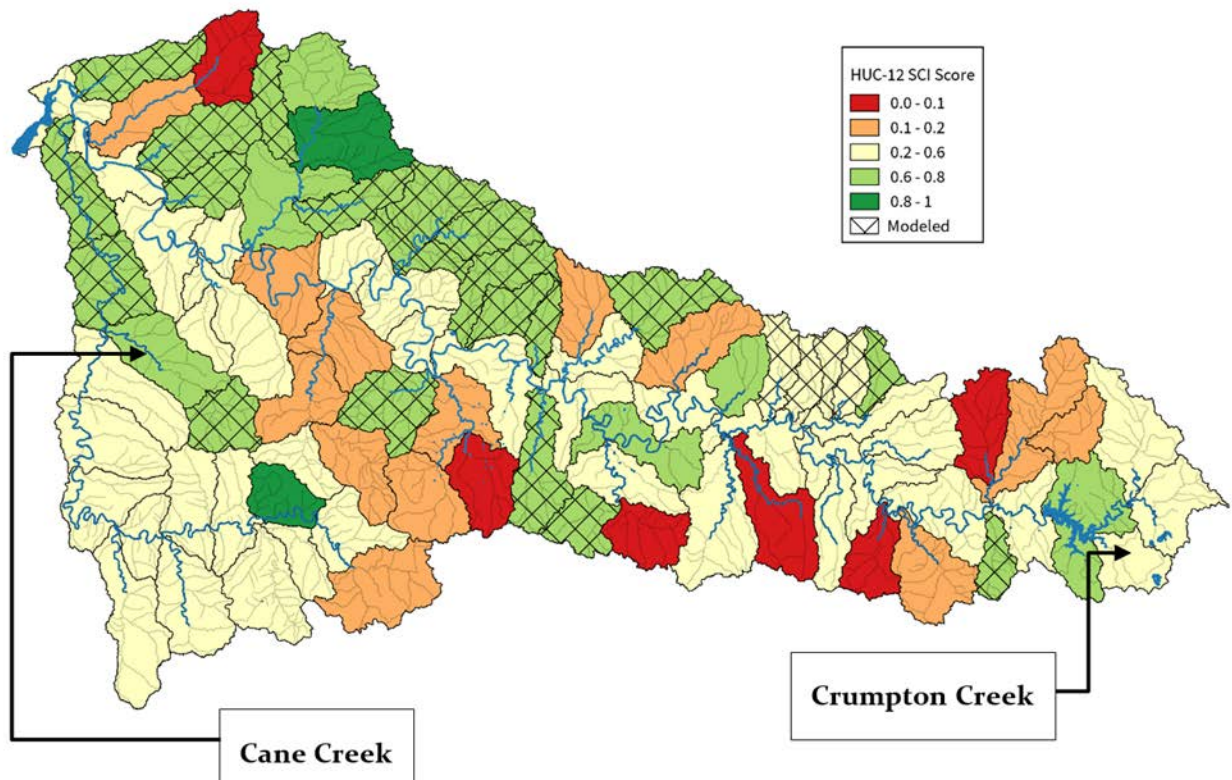 HUC-12 SCI Score
0.0 - 0.1
0.1 - 0.2
0.2 - 0.6
0.6 - 0.8
0.8 - 1
Modeled
Crumpton Creek
Cane Creek